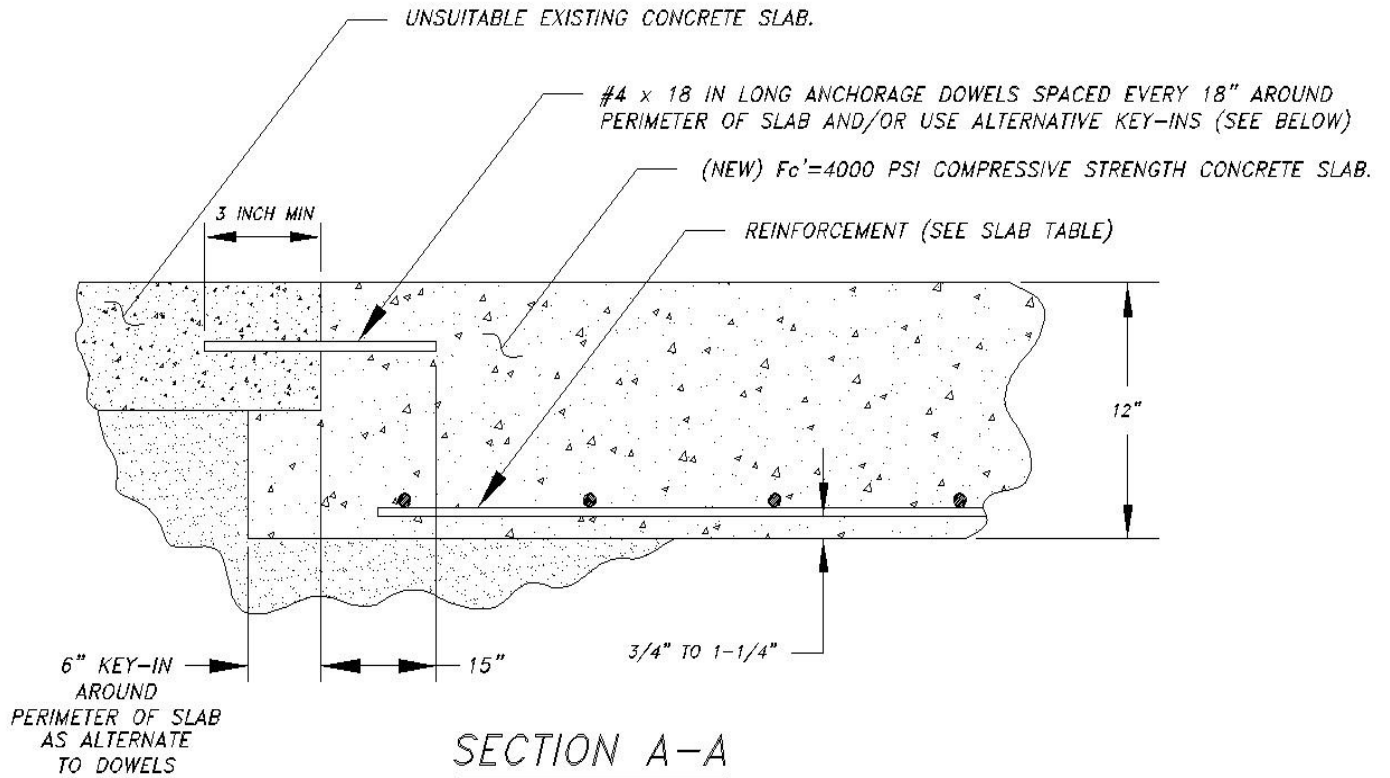 UNSUITABLE EXISTING CONCRETE SLAB.
#4 x 18 IN LONG ANCHORAGE DOWELS SPACED EVERY 18" AROUND
PERIMETER OF SLAB AND/OR USE ALTERNATIVE KEY-INS (SEE BELOW)
(NEW) Fc'=4000 PSI COMPRESSIVE STRENGTH CONCRETE SLAB.
3 INCH MIN
REINFORCEMENT (SEE SLAB TABLE)
12"
3/4" TO 1-1/4"
6" KEY-IN
AROUND
PERIMETER OF SLAB
AS ALTERNATE
TO DOWELS
15"
SECTION A-A